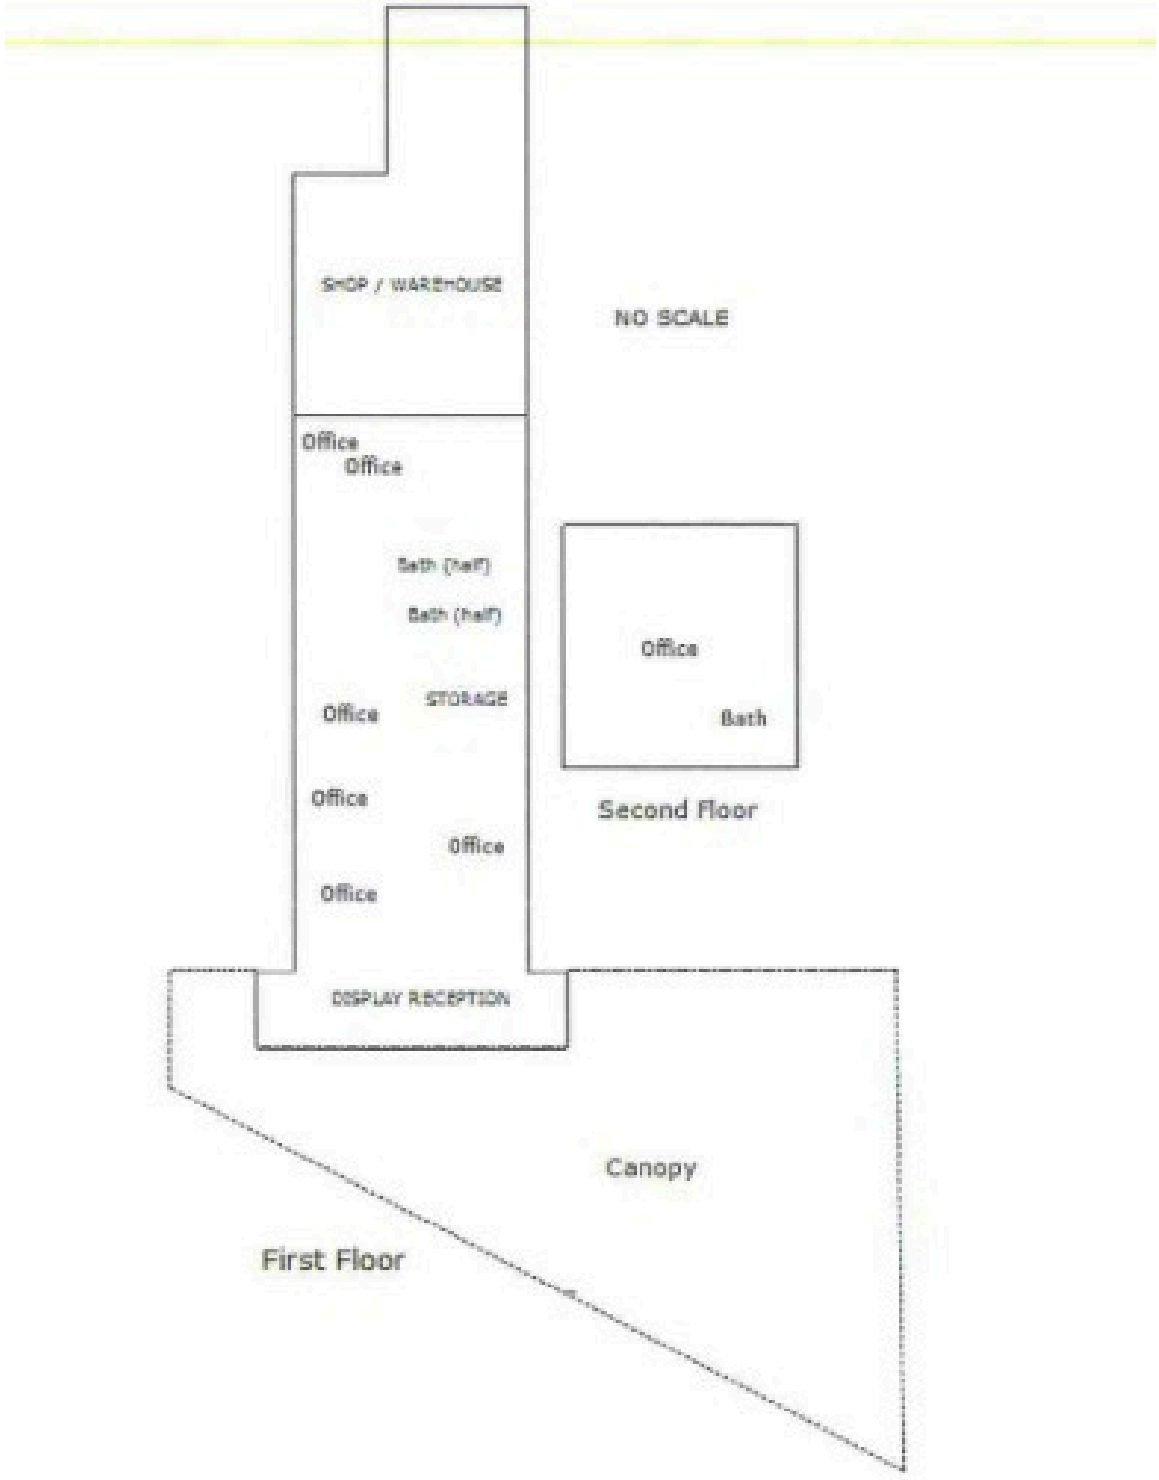 SHOP / WAREHOUSE
NO SCALE
Office
Office
Bath (half)
Bath (half)
Office
STORAGE
Office
Bath
Office
Second Floor
Office
Office
DISPLAY RECEPTION
Canopy
First Floor